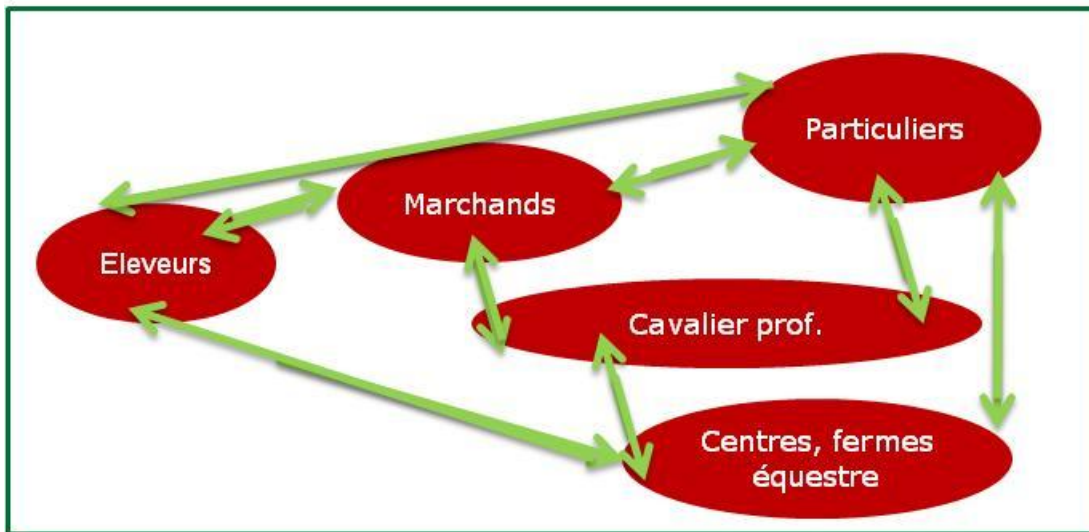 Particuliers
Marchands
Eleveurs
Cavalier prof.
Centres, fermes
équestre